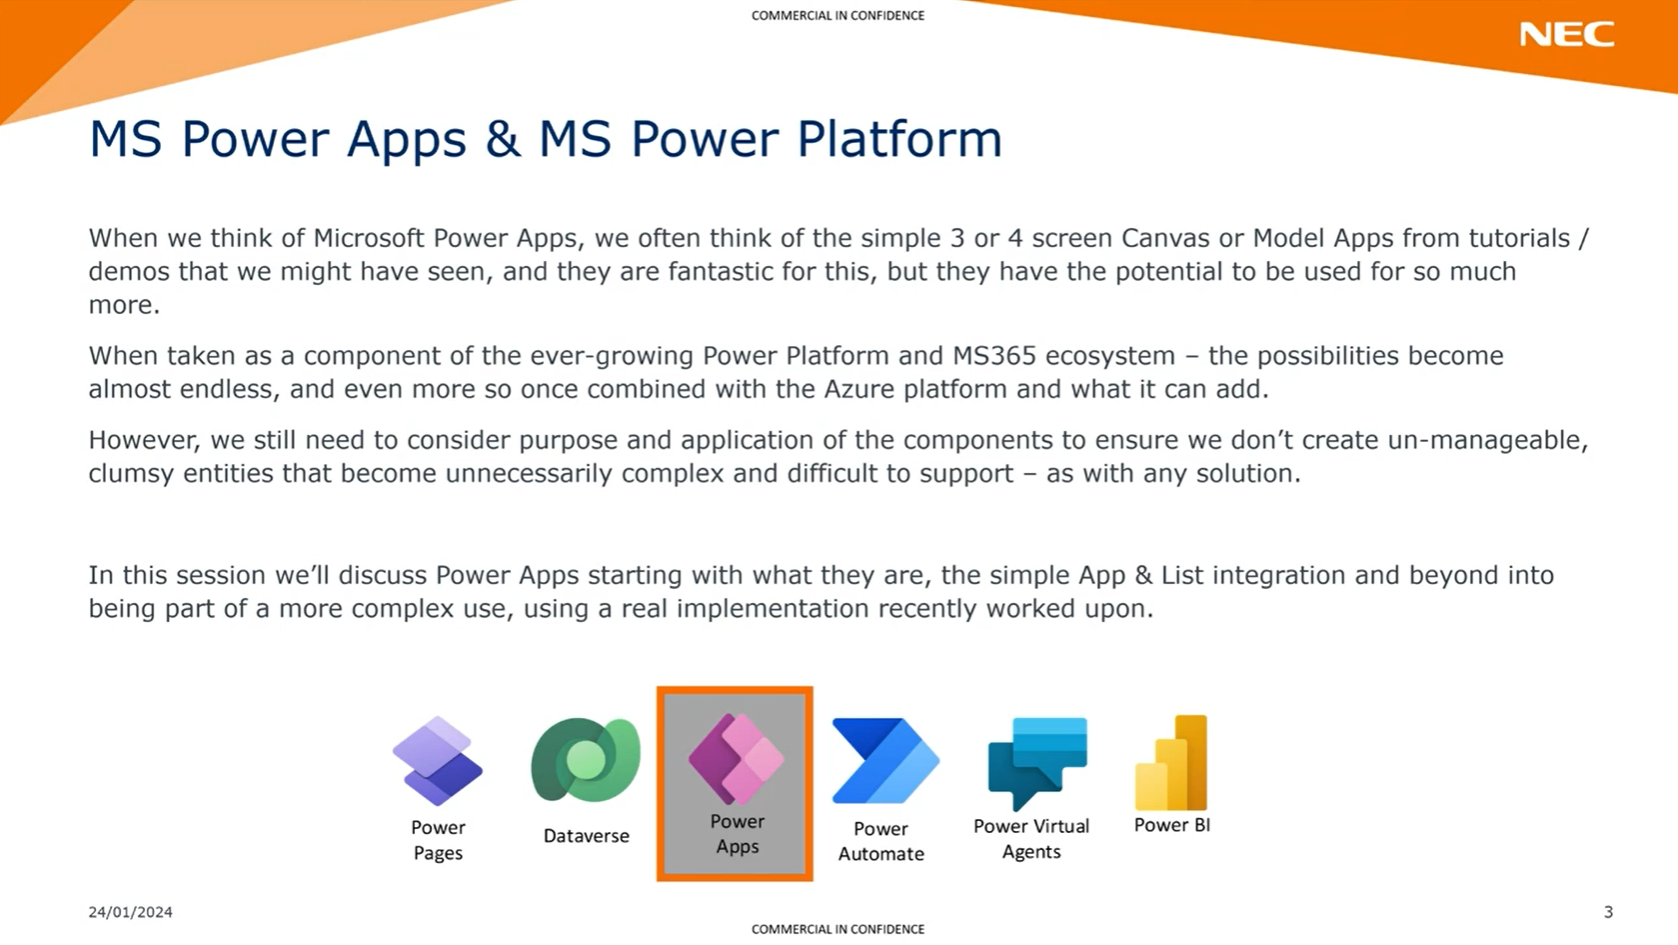 COMMERCIAL IN CONFIDENCE
NEC
MS Power Apps & MS Power Platform
When we think of Microsoft Power Apps, we often think of the simple 3 or 4 screen Canvas or Model Apps from tutorials /
demos that we might have seen, and they are fantastic for this, but they have the potential to be used for so much
more.
When taken as a component of the ever-growing Power Platform and MS365 ecosystem – the possibilities become
almost endless, and even more so once combined with the Azure platform and what it can add.
However, we still need to consider purpose and application of the components to ensure we don’t create un-manageable,
clumsy entities that become unnecessarily complex and difficult to support – as with any solution.
In this session we’ll discuss Power Apps starting with what they are, the simple App & List integration and beyond into
being part of a more complex use, using a real implementation recently worked upon.
Power
Pages
Dataverse
Power
Apps
Power
Automate
Power Virtual
Agents
Power BI
24/01/2024
3
COMMERCIAL IN CONFIDENCE